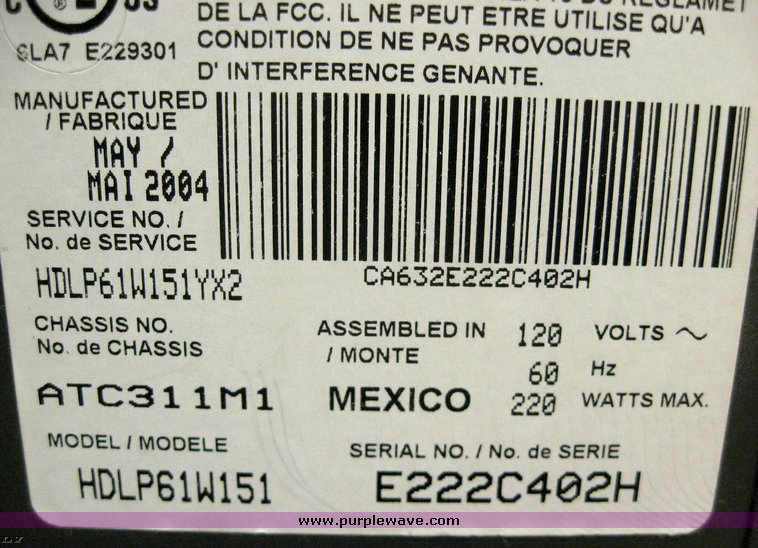 C ® US
DE LA FCC. IL NE PEUT ETRE UTILISE QU'A
6LA7 E229301
CONDITION DE NE PAS PROVOQUER
D' INTERFERENCE GENANTE.
MANUFACTURED
/ FABRIQUE
MAY /
MAI 2004
SERVICE NO. /
No. de SERVICE
HDLP61W151YX2
CA632E222C402H
CHASSIS NO.
No. de CHASSIS
ATC311M1
ASSEMBLED IN
/ MONTE
MEXICO
120 VOLTS ~
60 Hz
220 WATTS MAX.
MODEL / MODELE
HDLP61W151
SERIAL NO. / No. de SERIE
E222C402H
www.purplewave.com